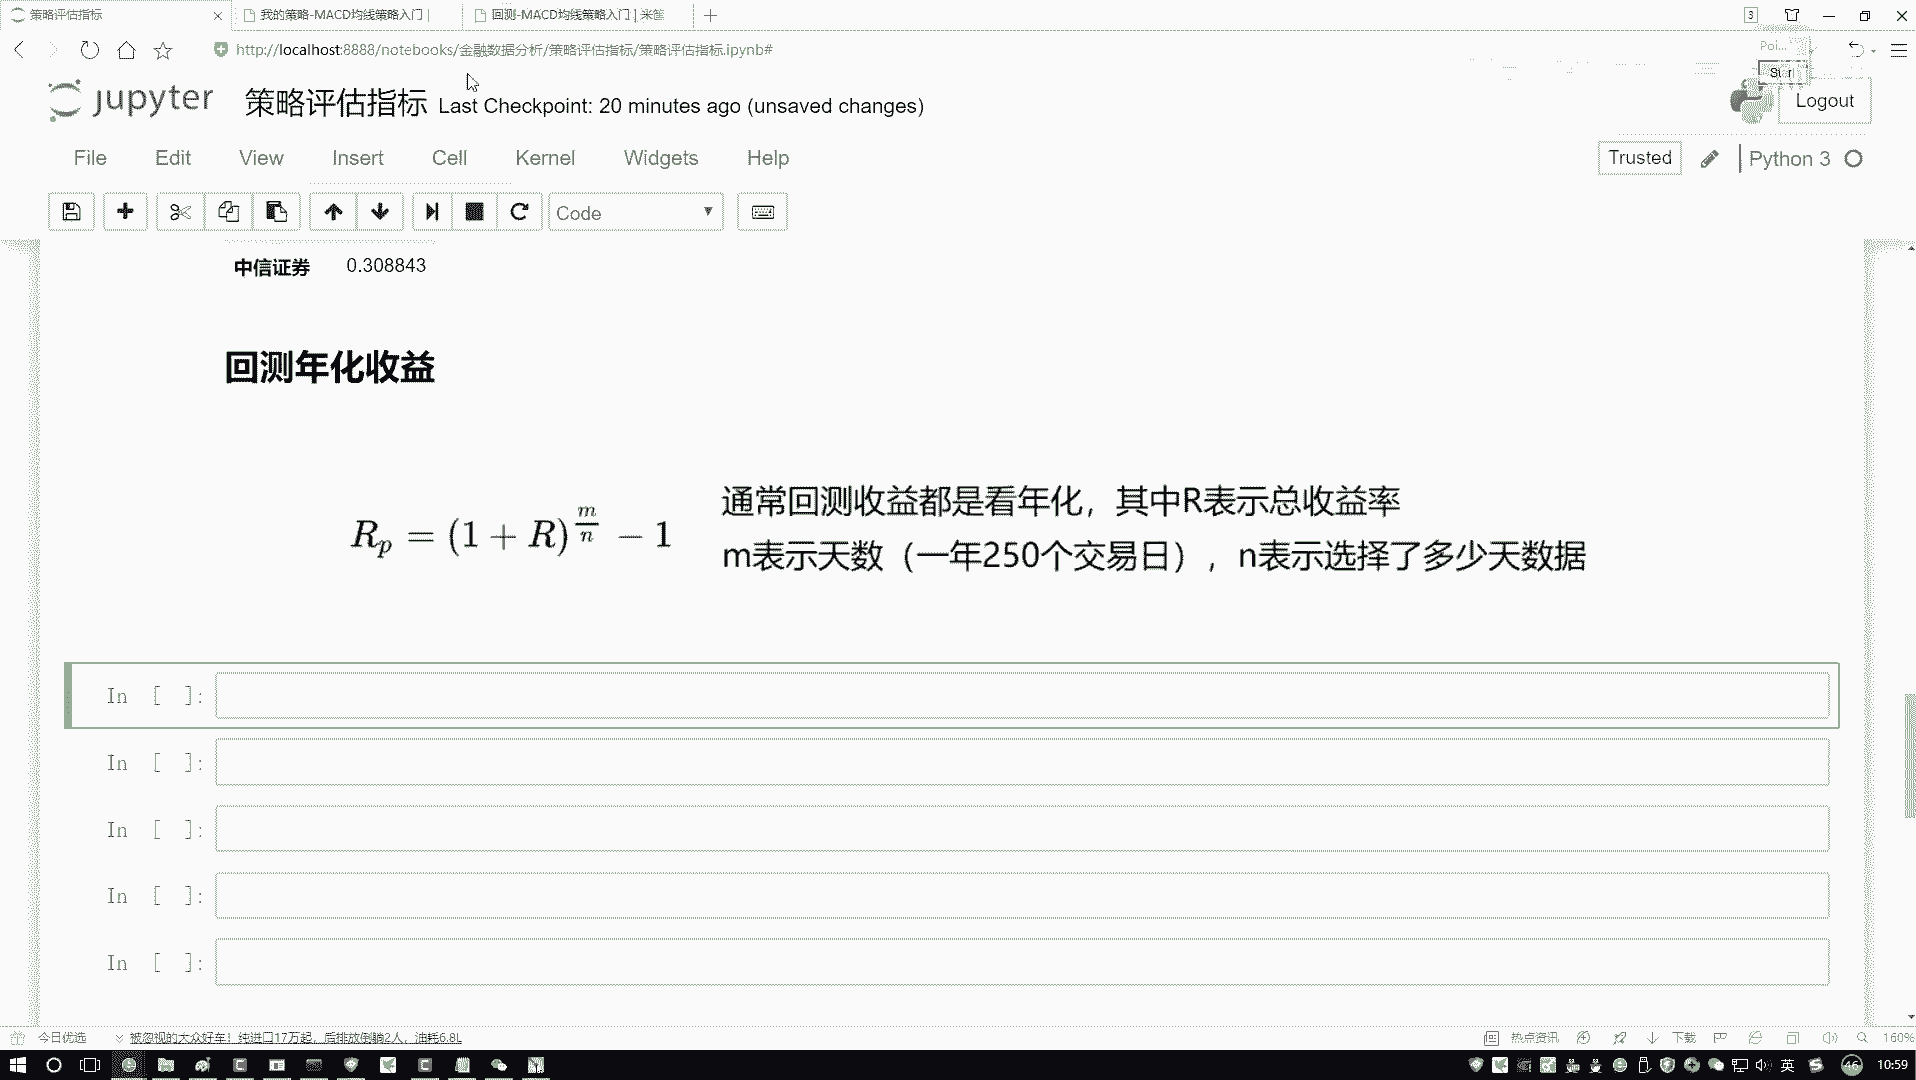 策略评估指标
我的策略-MACD均线策略入门 |
回测-MACD均线策略入门 | 米筐
3
http://localhost:8888/notebooks/金融数据分析/策略评估指标/策略评估指标.ipynb#
Poi...
Start
jupyter
策略评估指标 Last Checkpoint: 20 minutes ago (unsaved changes)
Logout
File Edit View Insert Cell Kernel Widgets Help
Trusted
Python 3
Code
中信证券 0.308843
回测年化收益
通常回测收益都是看年化，其中R表示总收益率
R_p = (1 + R)^{m/n} − 1
m表示天数（一年250个交易日），n表示选择了多少天数据
In [ ]:
In [ ]:
In [ ]:
In [ ]:
In [ ]:
今日优选
被忽视的大众好车！纯进口17万起，后排放倒躺2人，油耗6.8L
热点资讯
下载
160%
英
46
10:59